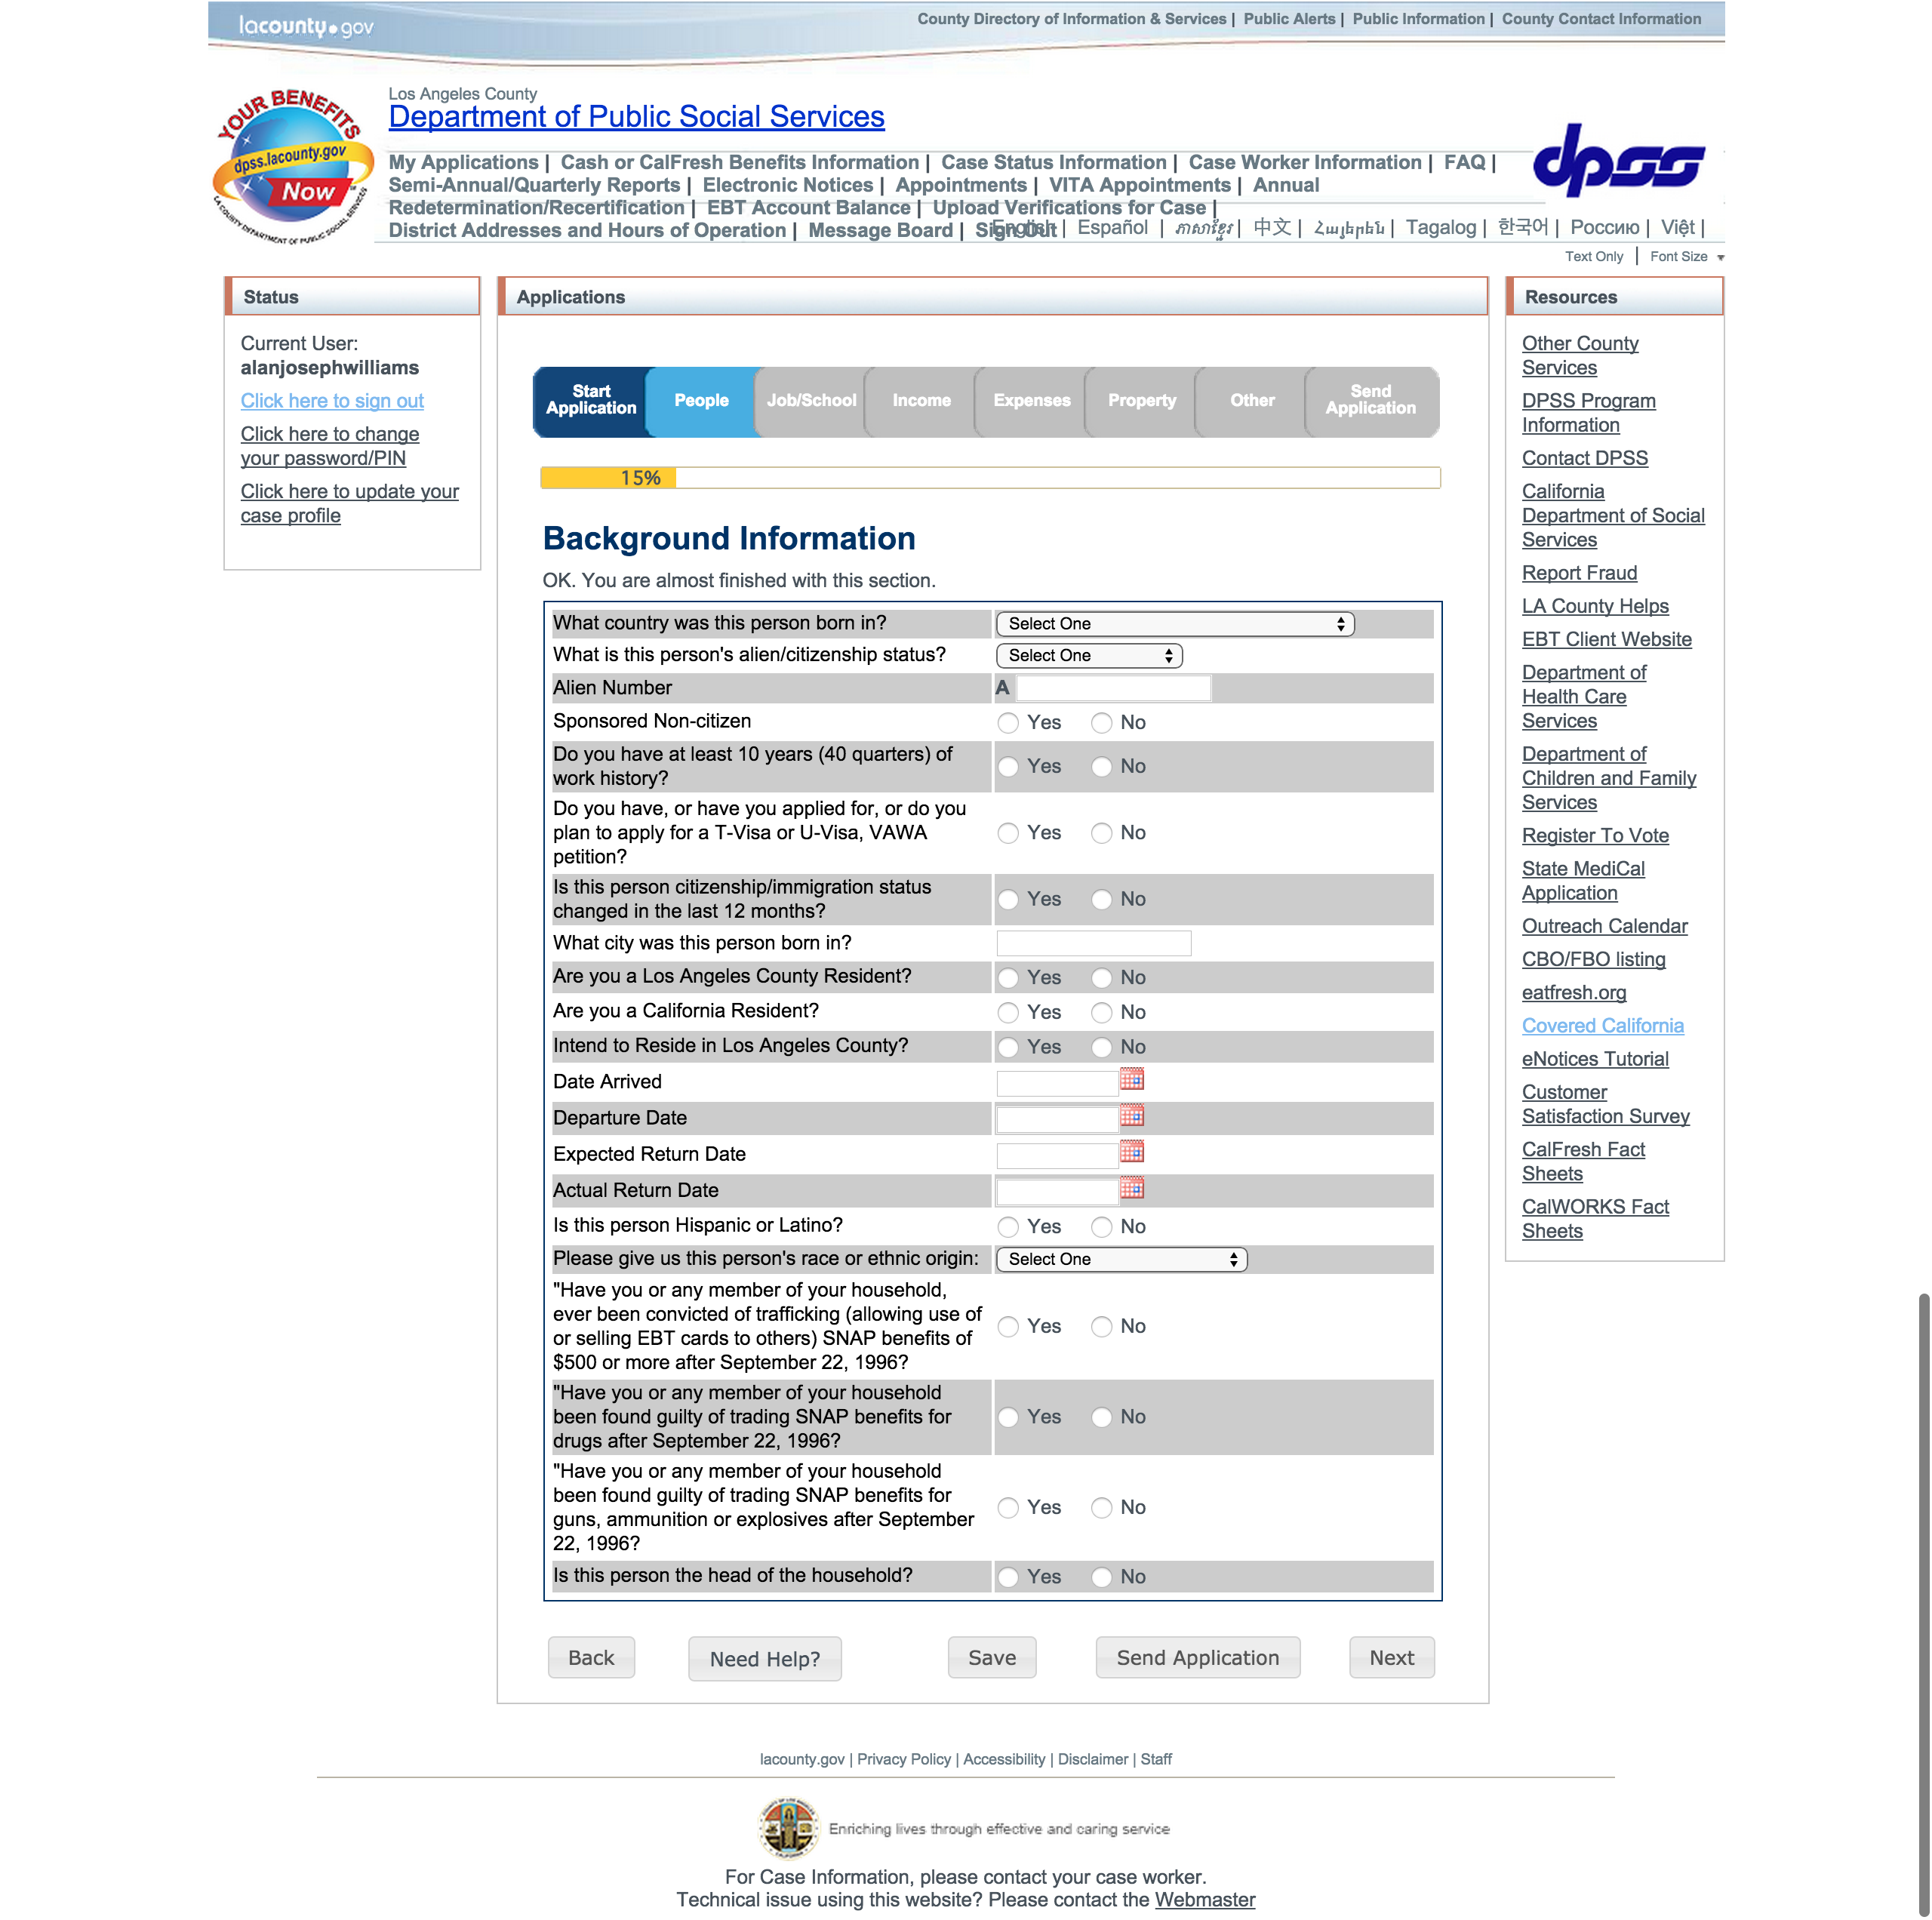 lacounty.gov
County Directory of Information & Services | Public Alerts | Public Information | County Contact Information
YOUR BENEFITS
dpss.lacounty.gov
Now
LA COUNTY DEPARTMENT OF PUBLIC SOCIAL SERVICES
Los Angeles County
Department of Public Social Services
dpss
My Applications | Cash or CalFresh Benefits Information | Case Status Information | Case Worker Information | FAQ |
Semi-Annual/Quarterly Reports | Electronic Notices | Appointments | VITA Appointments | Annual
Redetermination/Recertification | EBT Account Balance | Upload Verifications for Case |
District Addresses and Hours of Operation | Message Board | Sign Out
English | Español | ភាសាខ្មែរ | 中文 | Հայերեն | Tagalog | 한국어 | Россию | Việt |
Text Only | Font Size
Status
Current User:
alanjosephwilliams
Click here to sign out
Click here to change
your password/PIN
Click here to update your
case profile
Applications
Start
Application
People
Job/School
Income
Expenses
Property
Other
Send
Application
15%
Background Information
OK. You are almost finished with this section.
What country was this person born in? Select One
What is this person's alien/citizenship status? Select One
Alien Number A
Sponsored Non-citizen Yes No
Do you have at least 10 years (40 quarters) of
work history? Yes No
Do you have, or have you applied for, or do you
plan to apply for a T-Visa or U-Visa, VAWA
petition? Yes No
Is this person citizenship/immigration status
changed in the last 12 months? Yes No
What city was this person born in?
Are you a Los Angeles County Resident? Yes No
Are you a California Resident? Yes No
Intend to Reside in Los Angeles County? Yes No
Date Arrived
Departure Date
Expected Return Date
Actual Return Date
Is this person Hispanic or Latino? Yes No
Please give us this person's race or ethnic origin: Select One
"Have you or any member of your household,
ever been convicted of trafficking (allowing use of
or selling EBT cards to others) SNAP benefits of
$500 or more after September 22, 1996? Yes No
"Have you or any member of your household
been found guilty of trading SNAP benefits for
drugs after September 22, 1996? Yes No
"Have you or any member of your household
been found guilty of trading SNAP benefits for
guns, ammunition or explosives after September
22, 1996? Yes No
Is this person the head of the household? Yes No
Back
Need Help?
Save
Send Application
Next
Resources
Other County
Services
DPSS Program
Information
Contact DPSS
California
Department of Social
Services
Report Fraud
LA County Helps
EBT Client Website
Department of
Health Care
Services
Department of
Children and Family
Services
Register To Vote
State MediCal
Application
Outreach Calendar
CBO/FBO listing
eatfresh.org
Covered California
eNotices Tutorial
Customer
Satisfaction Survey
CalFresh Fact
Sheets
CalWORKS Fact
Sheets
lacounty.gov | Privacy Policy | Accessibility | Disclaimer | Staff
Enriching lives through effective and caring service
For Case Information, please contact your case worker.
Technical issue using this website? Please contact the Webmaster